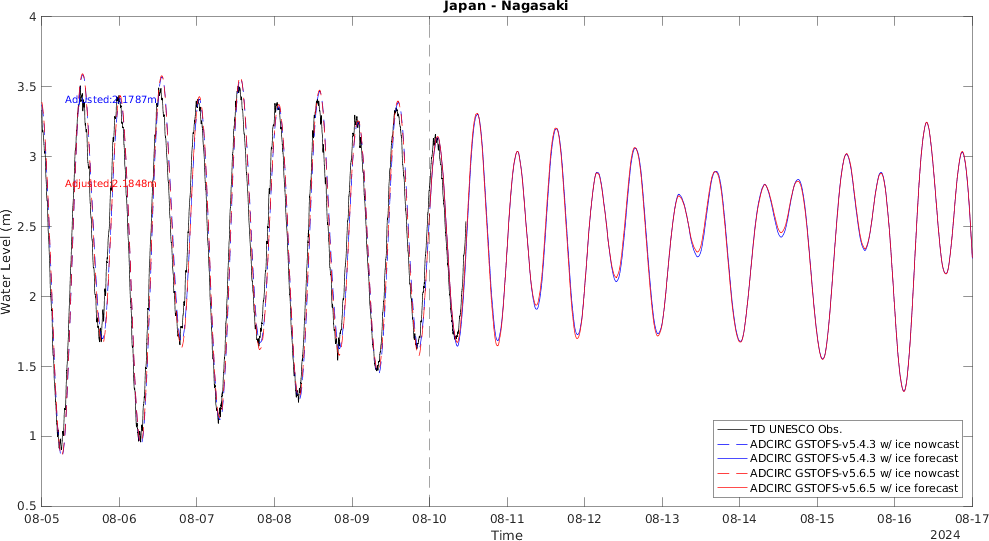 Japan - Nagasaki
Water Level (m)
4
3.5
3
2.5
2
1.5
1
0.5
Adjusted:2.1787m
Adjusted:2.1848m
TD UNESCO Obs.
ADCIRC GSTOFS-v5.4.3 w/ ice nowcast
ADCIRC GSTOFS-v5.4.3 w/ ice forecast
ADCIRC GSTOFS-v5.6.5 w/ ice nowcast
ADCIRC GSTOFS-v5.6.5 w/ ice forecast
08-05 08-06 08-07 08-08 08-09 08-10 08-11 08-12 08-13 08-14 08-15 08-16 08-17
Time
2024